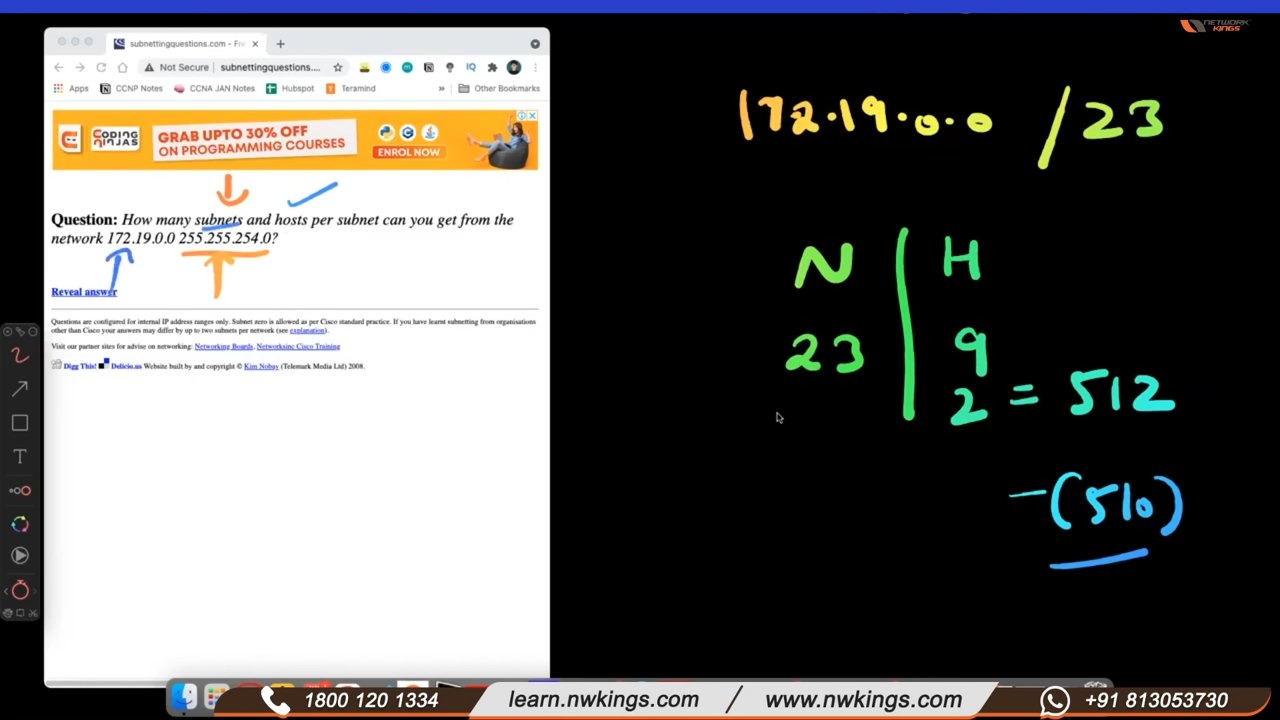 NETWORK
KINGS
subnettingquestions.com - Fre
Not Secure
subnettingquestions....
Apps
CCNP Notes
CCNA JAN Notes
Hubspot
Teramind
»
Other Bookmarks
CODING
NINJAS
GRAB UPTO 30% OFF
ON PROGRAMMING COURSES
ENROL NOW
Question: How many subnets and hosts per subnet can you get from the
network 172.19.0.0 255.255.254.0?
Reveal answer
Questions are configured for internal IP address ranges only. Subnet zero is allowed as per Cisco standard practice. If you have learnt subnetting from organisations
other than Cisco your answers may differ by up to two subnets per network (see explanation).
Visit our partner sites for advise on networking: Networking Boards, Networksinc Cisco Training
Digg This! Delicio.us Website built by and copyright © Kim Nobay (Telemark Media Ltd) 2008.
172.19.0.0 /23
N | H
23 9
2 = 512
-(510)
T
1800 120 1334
learn.nwkings.com / www.nwkings.com
+91 813053730